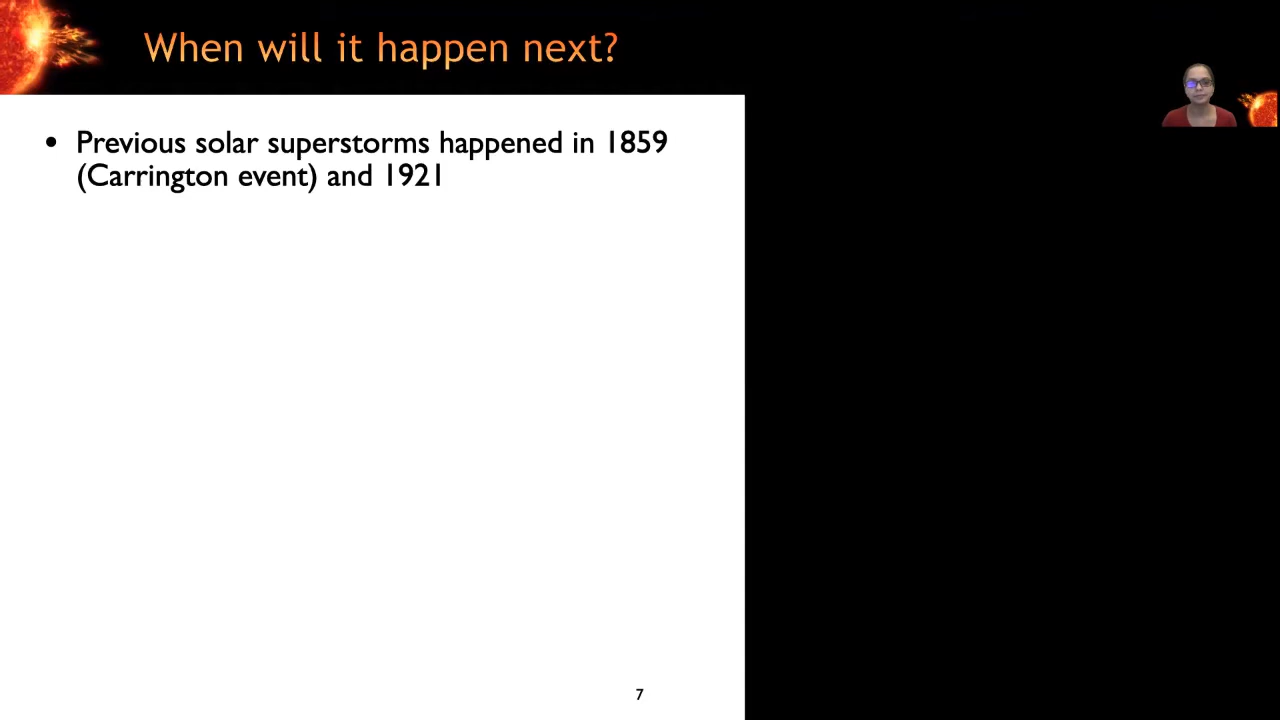 When will it happen next?
• Previous solar superstorms happened in 1859
(Carrington event) and 1921
7